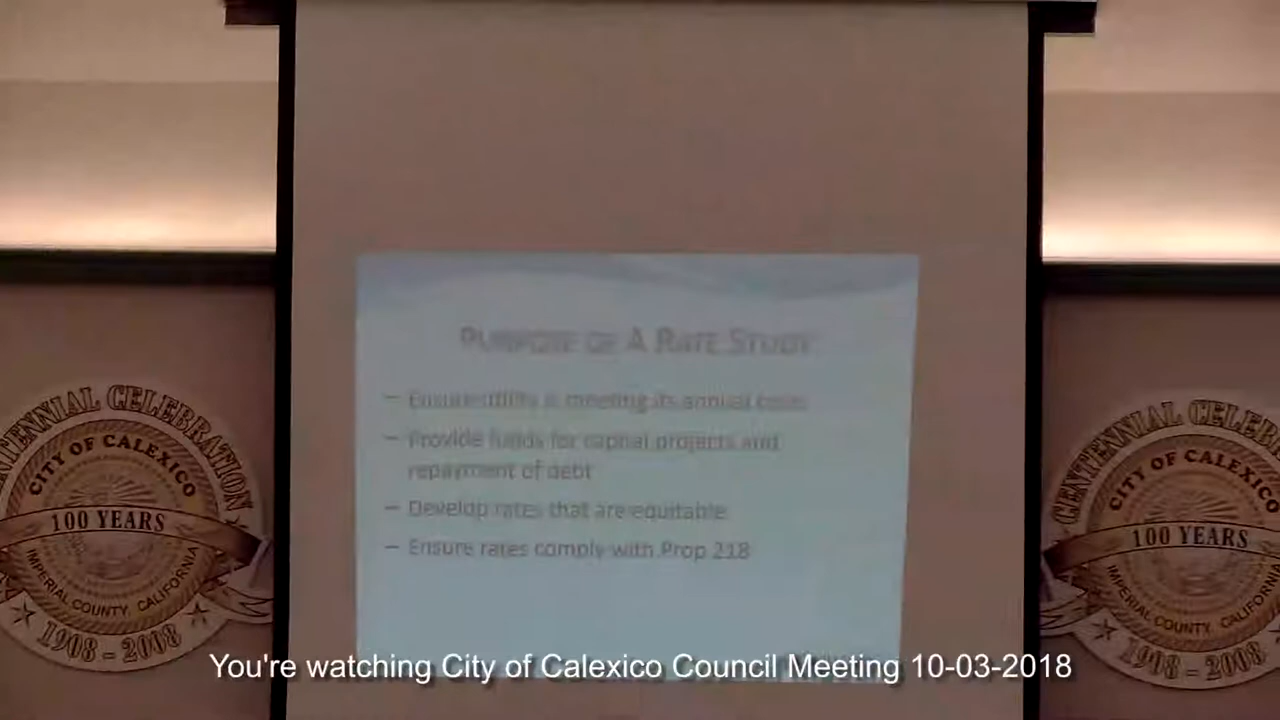 PURPOSE OF A RATE STUDY
– Ensure utility is meeting its annual costs
– Provide funds for capital projects and
repayment of debt
– Develop rates that are equitable
– Ensure rates comply with Prop 218
CENTENNIAL CELEBRATION
CITY OF CALEXICO
100 YEARS
IMPERIAL COUNTY, CALIFORNIA
1908 – 2008
CENTENNIAL CELEBRATION
CITY OF CALEXICO
100 YEARS
IMPERIAL COUNTY, CALIFORNIA
1908 – 2008
You're watching City of Calexico Council Meeting 10-03-2018